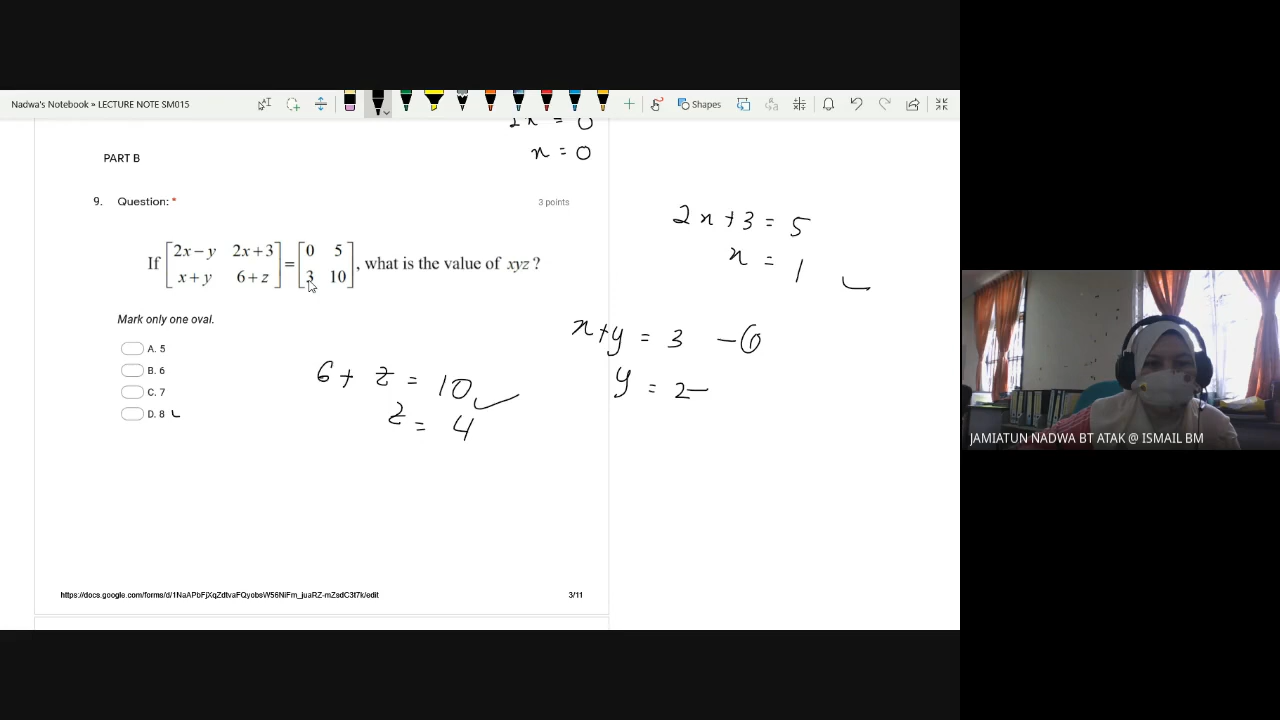 Nadwa's Notebook » LECTURE NOTE SM015
Shapes
2x = 0
x = 0
PART B
9. Question: *
3 points
If [2x − y 2x + 3
x + y 6 + z] = [0 5
3 10], what is the value of xyz ?
Mark only one oval.
A. 5
B. 6
C. 7
D. 8
2x + 3 = 5
x = 1
x + y = 3
y = 2
6 + z = 10
z = 4
https://docs.google.com/forms/d/1NaAPbFjXqZdtvaFQyobsW56NiFm_juaRZ-mZsdC3t7k/edit
3/11
JAMIATUN NADWA BT ATAK @ ISMAIL BM